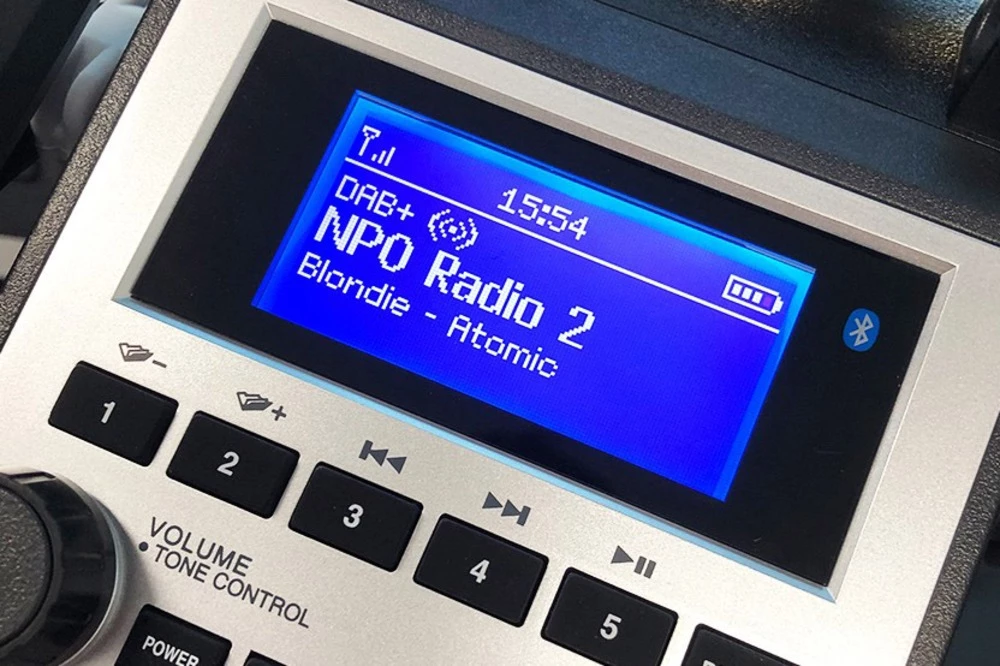 15:54
DAB+
NPO Radio 2
Blondie - Atomic
1
2
3
4
5
VOLUME
• TONE CONTROL
POWER